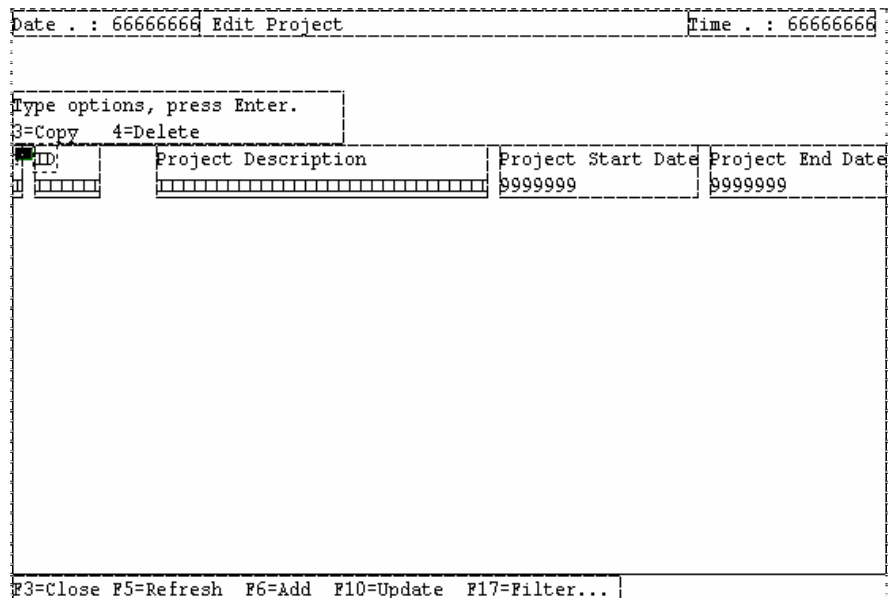 Date . : 66666666 Edit Project Time . : 66666666
Type options, press Enter.
3=Copy 4=Delete
ID Project Description Project Start Date Project End Date
9999999 9999999
F3=Close F5=Refresh F6=Add F10=Update F17=Filter...